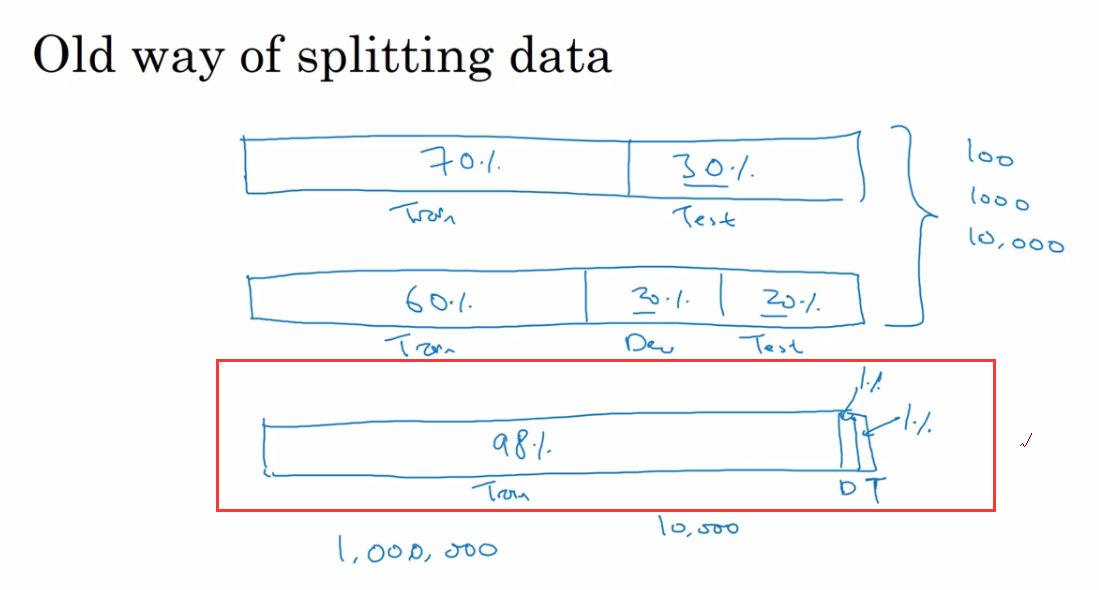 Old way of splitting data
70% 30%
Train Test
100
1000
10,000
60% 20% 20%
Train Dev Test
1%
98% 1%
Train D T
10,000
1,000,000